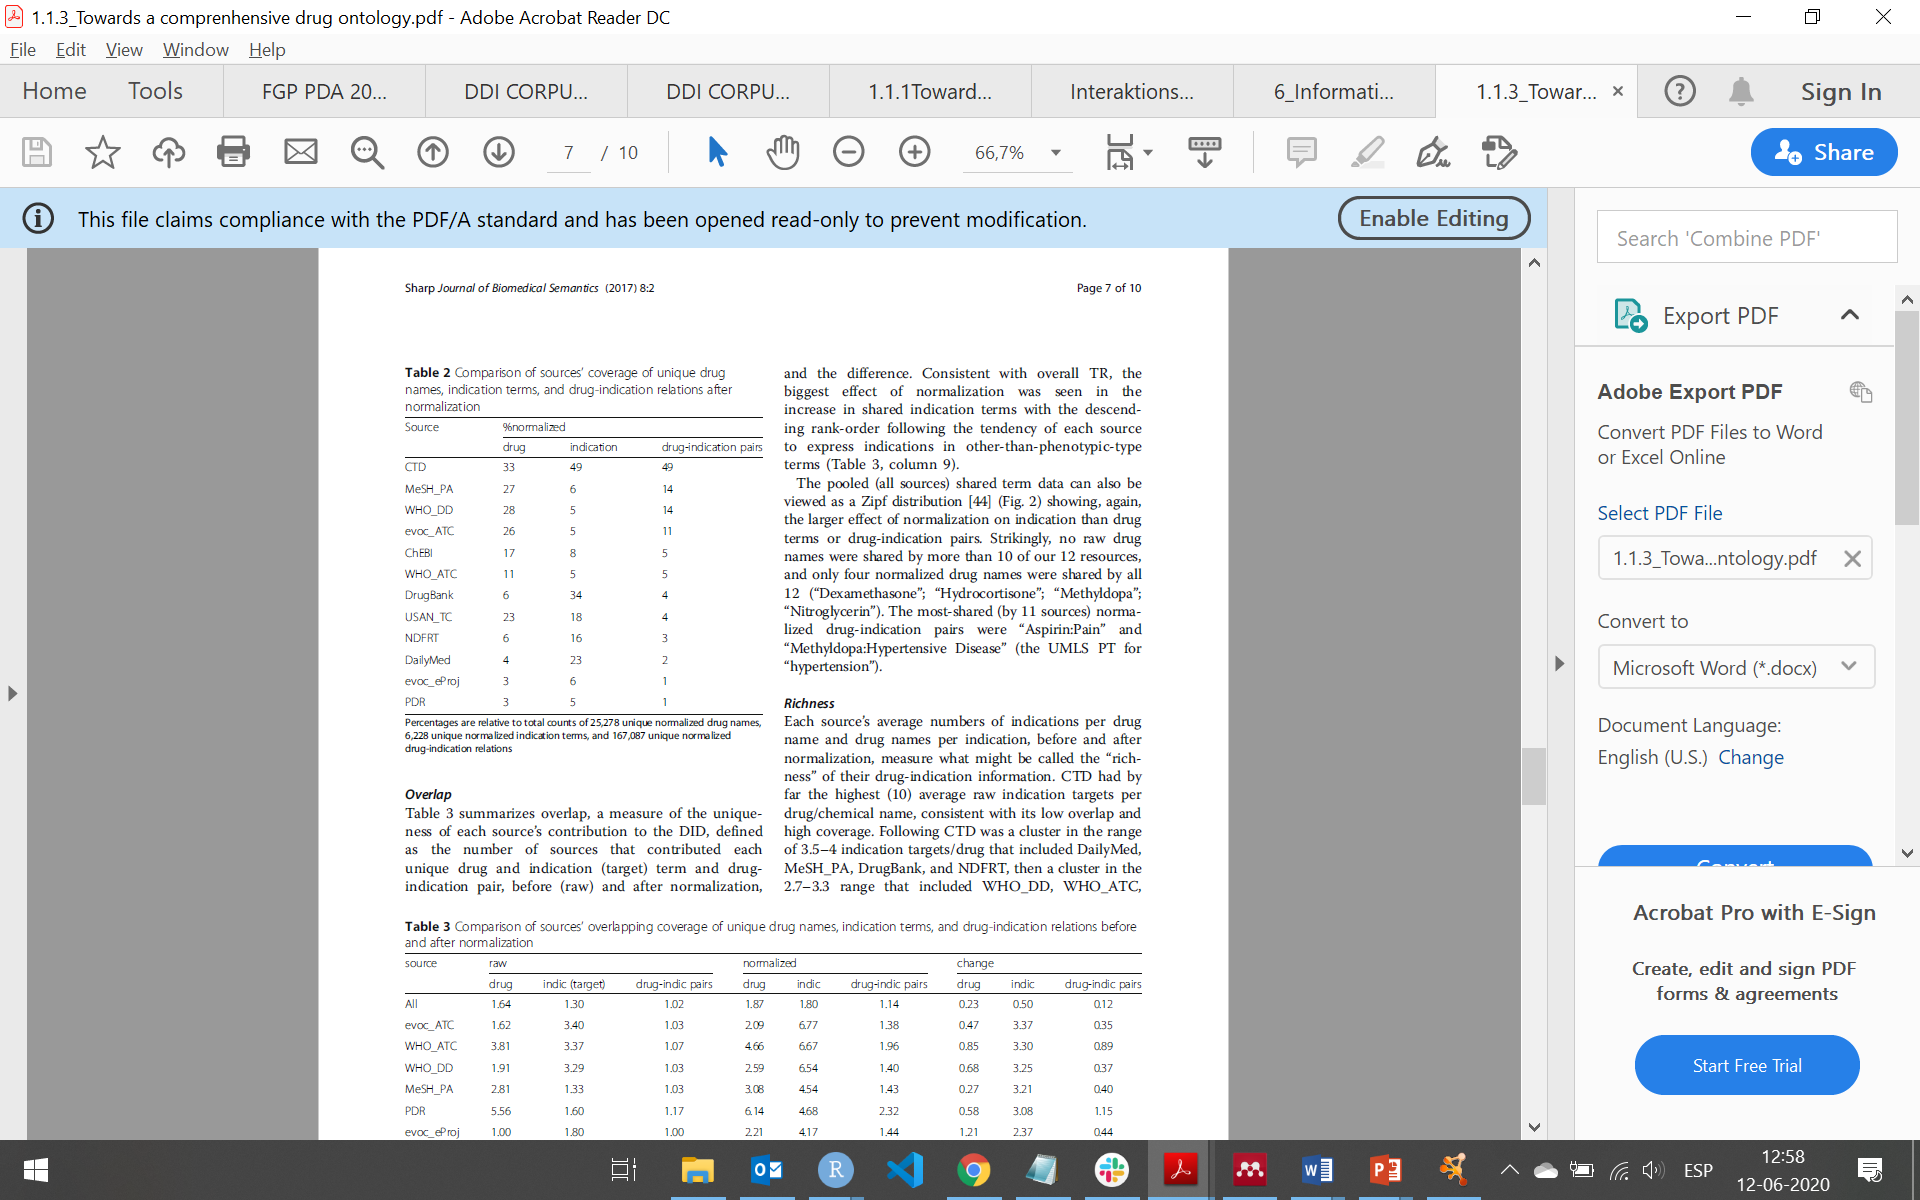 1.1.3_Towards a comprenhensive drug ontology.pdf - Adobe Acrobat Reader DC
File Edit View Window Help
Home Tools FGP PDA 20... DDI CORPU... DDI CORPU... 1.1.1Toward... Interaktions... 6_Informati... 1.1.3_Towar... × Sign In
7 / 10 66,7% Share
This file claims compliance with the PDF/A standard and has been opened read-only to prevent modification. Enable Editing
Sharp Journal of Biomedical Semantics (2017) 8:2 Page 7 of 10
Table 2 Comparison of sources' coverage of unique drug
names, indication terms, and drug-indication relations after
normalization
Source %normalized
drug indication drug-indication pairs
CTD 33 49 49
MeSH_PA 27 6 14
WHO_DD 28 5 14
evoc_ATC 26 5 11
ChEBI 17 8 5
WHO_ATC 11 5 5
DrugBank 6 34 4
USAN_TC 23 18 4
NDFRT 6 16 3
DailyMed 4 23 2
evoc_eProj 3 6 1
PDR 3 5 1
Percentages are relative to total counts of 25,278 unique normalized drug names,
6,228 unique normalized indication terms, and 167,087 unique normalized
drug-indication relations
Overlap
Table 3 summarizes overlap, a measure of the unique-
ness of each source's contribution to the DID, defined
as the number of sources that contributed each
unique drug and indication (target) term and drug-
indication pair, before (raw) and after normalization,
and the difference. Consistent with overall TR, the
biggest effect of normalization was seen in the
increase in shared indication terms with the descend-
ing rank-order following the tendency of each source
to express indications in other-than-phenotypic-type
terms (Table 3, column 9).
The pooled (all sources) shared term data can also be
viewed as a Zipf distribution [44] (Fig. 2) showing, again,
the larger effect of normalization on indication than drug
terms or drug-indication pairs. Strikingly, no raw drug
names were shared by more than 10 of our 12 resources,
and only four normalized drug names were shared by all
12 (“Dexamethasone”; “Hydrocortisone”; “Methyldopa”;
“Nitroglycerin”). The most-shared (by 11 sources) norma-
lized drug-indication pairs were “Aspirin:Pain” and
“Methyldopa:Hypertensive Disease” (the UMLS PT for
“hypertension”).
Richness
Each source's average numbers of indications per drug
name and drug names per indication, before and after
normalization, measure what might be called the “rich-
ness” of their drug-indication information. CTD had by
far the highest (10) average raw indication targets per
drug/chemical name, consistent with its low overlap and
high coverage. Following CTD was a cluster in the range
of 3.5–4 indication targets/drug that included DailyMed,
MeSH_PA, DrugBank, and NDFRT, then a cluster in the
2.7–3.3 range that included WHO_DD, WHO_ATC,
Table 3 Comparison of sources' overlapping coverage of unique drug names, indication terms, and drug-indication relations before
and after normalization
source raw normalized change
drug indic (target) drug-indic pairs drug indic drug-indic pairs drug indic drug-indic pairs
All 1.64 1.30 1.02 1.87 1.80 1.14 0.23 0.50 0.12
evoc_ATC 1.62 3.40 1.03 2.09 6.77 1.38 0.47 3.37 0.35
WHO_ATC 3.81 3.37 1.07 4.66 6.67 1.96 0.85 3.30 0.89
WHO_DD 1.91 3.29 1.03 2.59 6.54 1.40 0.68 3.25 0.37
MeSH_PA 2.81 1.33 1.03 3.08 4.54 1.43 0.27 3.21 0.40
PDR 5.56 1.60 1.17 6.14 4.68 2.32 0.58 3.08 1.15
evoc_eProj 1.00 1.80 1.00 2.21 4.17 1.44 1.21 2.37 0.44
Search 'Combine PDF'
Export PDF
Adobe Export PDF
Convert PDF Files to Word
or Excel Online
Select PDF File
1.1.3_Towa...ntology.pdf
Convert to
Microsoft Word (*.docx)
Document Language:
English (U.S.) Change
Convert
Acrobat Pro with E-Sign
Create, edit and sign PDF
forms & agreements
Start Free Trial
ESP 12:58
12-06-2020